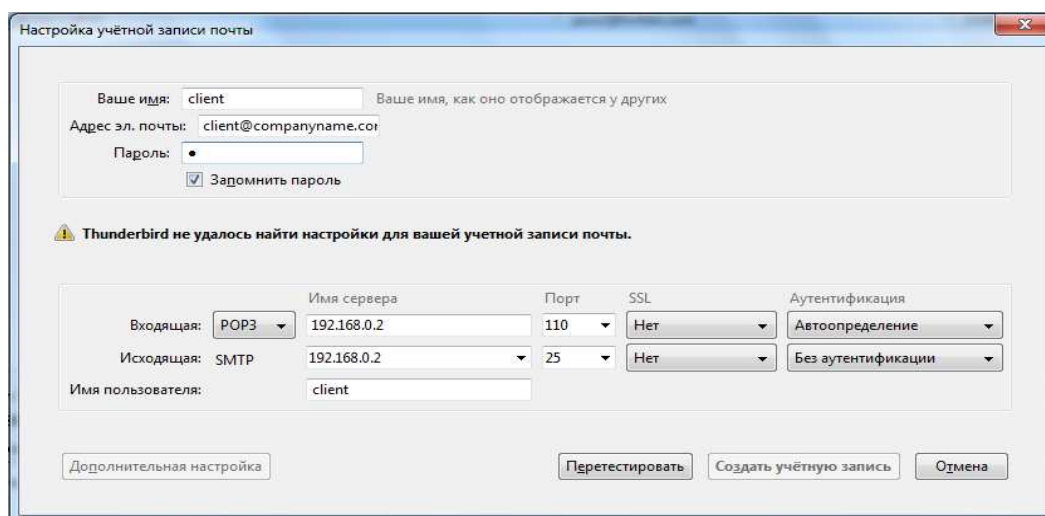 Настройка учётной записи почты
Ваше имя: client Ваше имя, как оно отображается у других
Адрес эл. почты: client@companyname.cor
Пароль: •
Запомнить пароль
Thunderbird не удалось найти настройки для вашей учетной записи почты.
Имя сервера Порт SSL Аутентификация
Входящая: POP3 192.168.0.2 110 Нет Автоопределение
Исходящая: SMTP 192.168.0.2 25 Нет Без аутентификации
Имя пользователя: client
Дополнительная настройка Перетестировать Создать учётную запись Отмена